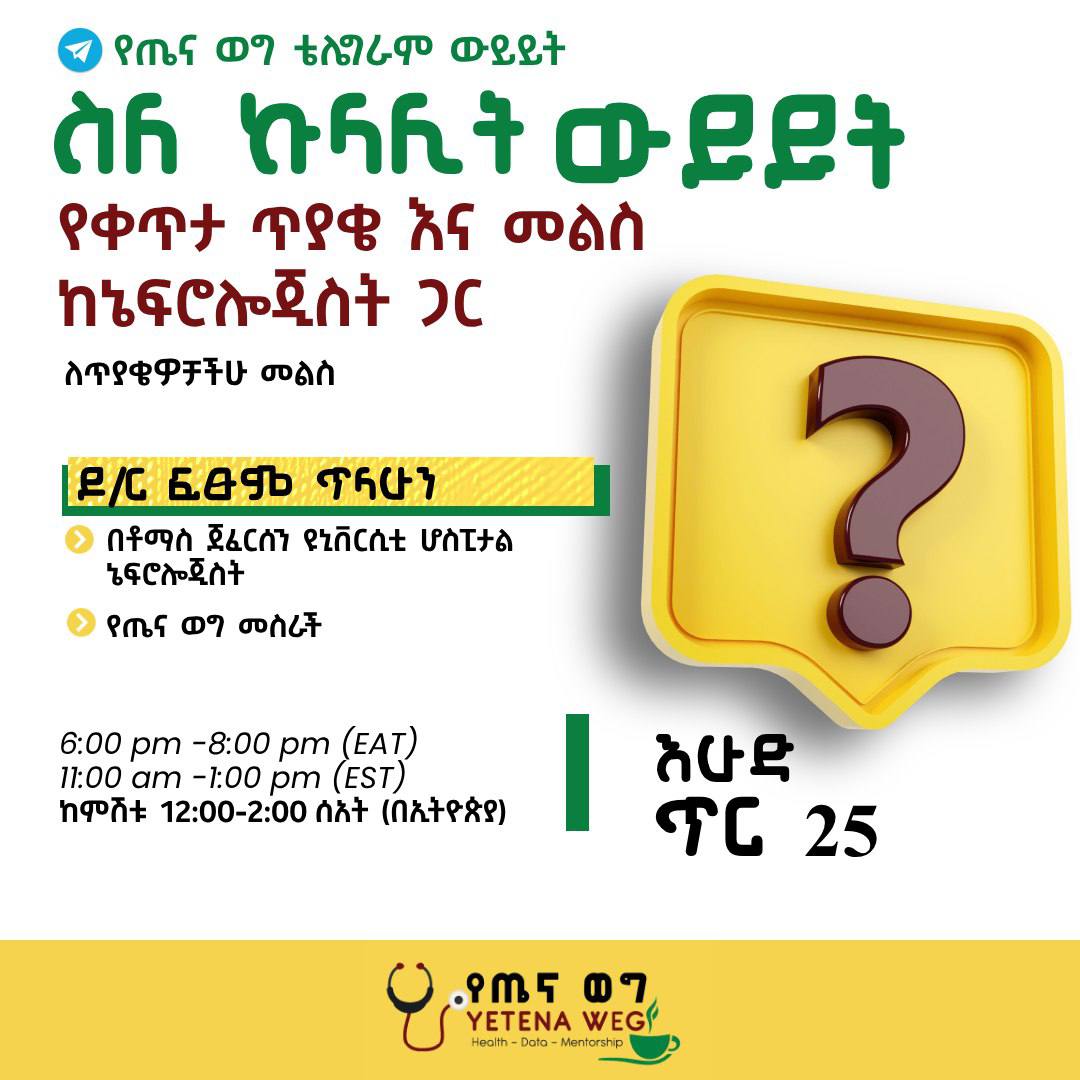 የጤና ወግ ቴሌግራም ውይይት
ስለ ኩላሊት ውይይት
የቀጥታ ጥያቄ እና መልስ
ከኔፍሮሎጂስት ጋር
ለጥያቄዎቻችሁ መልስ
ዶ/ር ፈፁም ጥላሁን
በቶማስ ጀፈርሰን ዩኒቨርሲቲ ሆስፒታል
ኔፍሮሎጂስት
የጤና ወግ መስራች
6:00 pm -8:00 pm (EAT)
11:00 am -1:00 pm (EST)
ከምሽቱ 12:00-2:00 ሰአት (በኢትዮጵያ)
እሁድ
ጥር 25
የጤና ወግ
YETENA WEG
Health - Data - Mentorship